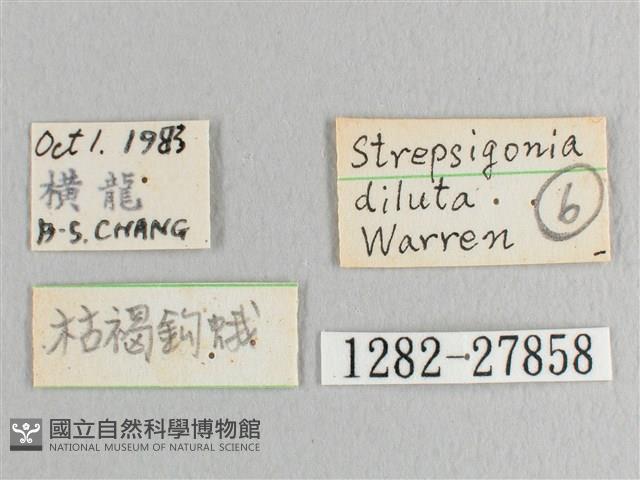 Oct 1. 1983
橫龍
B-S. CHANG
Strepsigonia
diluta
Warren
6
枯褐鉤蛾
1282-27858
國立自然科學博物館
NATIONAL MUSEUM OF NATURAL SCIENCE